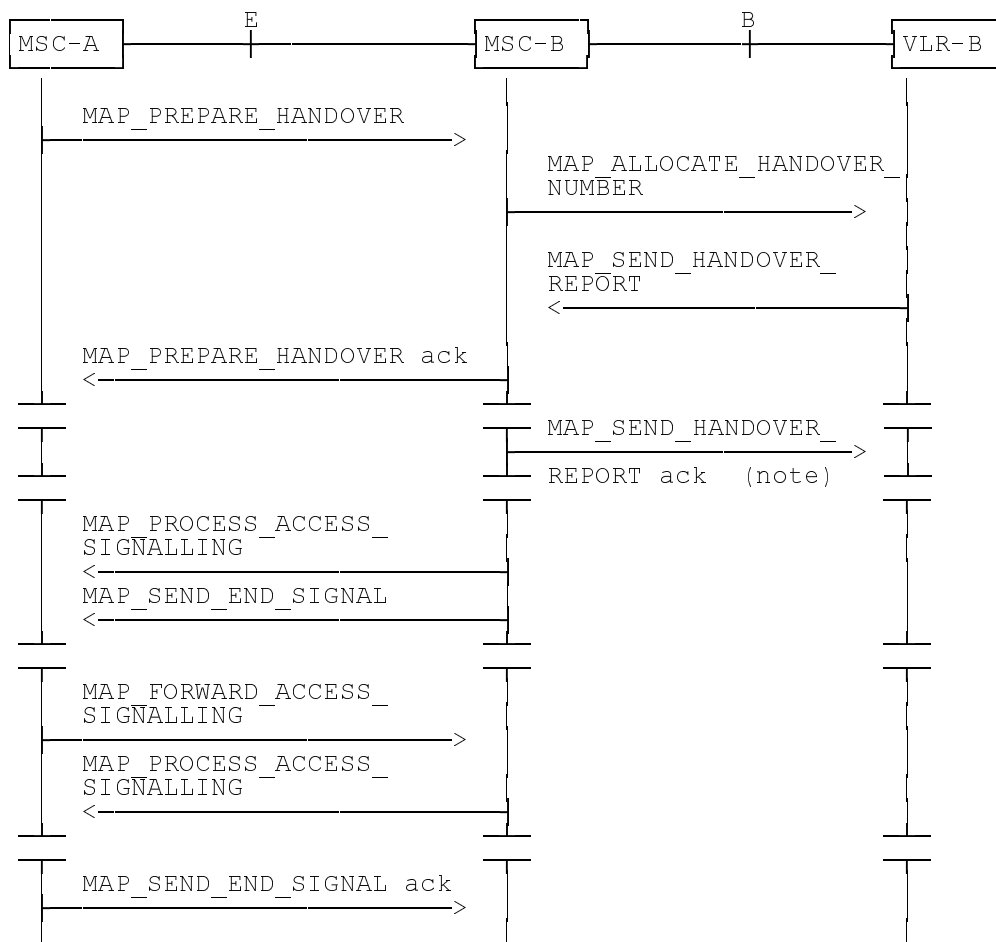 E
B
MSC-A
MSC-B
VLR-B
MAP_PREPARE_HANDOVER
MAP_ALLOCATE_HANDOVER_
NUMBER
MAP_SEND_HANDOVER_
REPORT
MAP_PREPARE_HANDOVER ack
MAP_SEND_HANDOVER_
REPORT ack (note)
MAP_PROCESS_ACCESS_
SIGNALLING
MAP_SEND_END_SIGNAL
MAP_FORWARD_ACCESS_
SIGNALLING
MAP_PROCESS_ACCESS_
SIGNALLING
MAP_SEND_END_SIGNAL ack